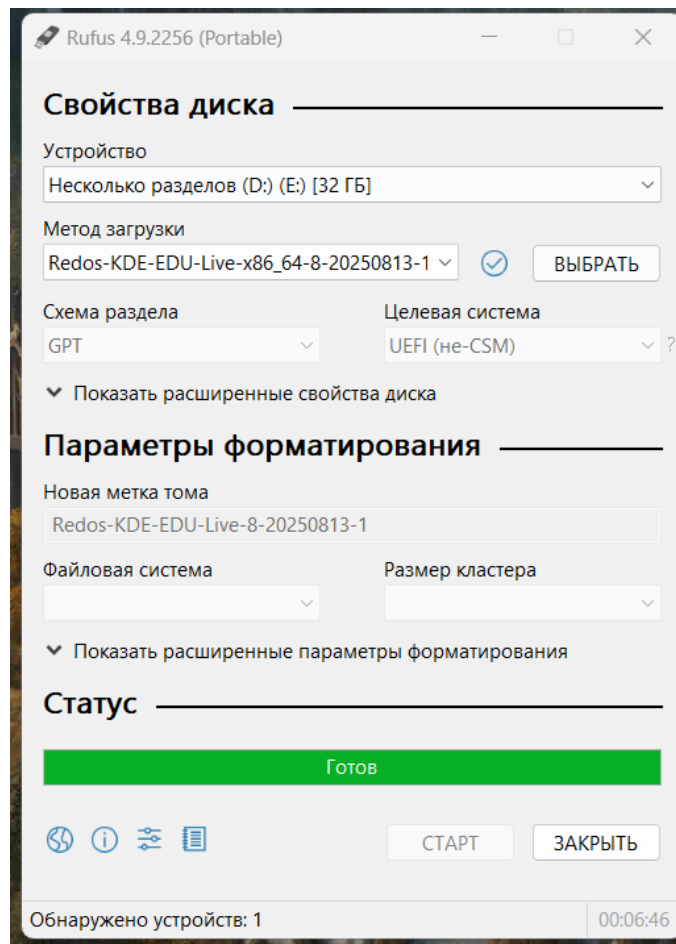 Rufus 4.9.2256 (Portable)
Свойства диска
Устройство
Несколько разделов (D:) (E:) [32 ГБ]
Метод загрузки
Redos-KDE-EDU-Live-x86_64-8-20250813-1
ВЫБРАТЬ
Схема раздела
Целевая система
GPT
UEFI (не-CSM)
?
Показать расширенные свойства диска
Параметры форматирования
Новая метка тома
Redos-KDE-EDU-Live-8-20250813-1
Файловая система
Размер кластера
Показать расширенные параметры форматирования
Статус
Готов
СТАРТ
ЗАКРЫТЬ
Обнаружено устройств: 1
00:06:46